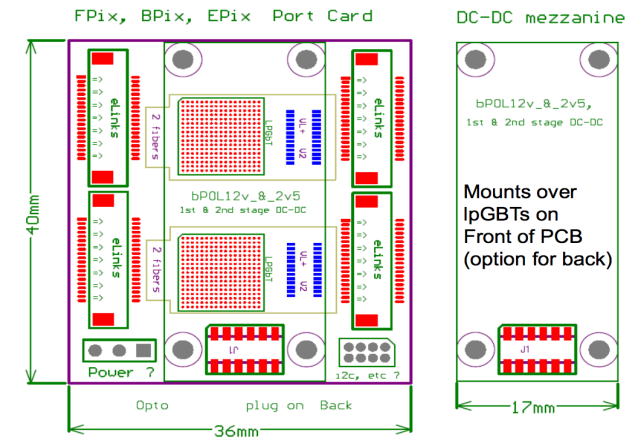 FPix, BPix, EPix Port Card
DC-DC mezzanine
eLinks
=>
=>
=>
=>
=>
=>
=>
2 fibers
LPGbT
VL+ V2
eLinks
=>
=>
=>
=>
=>
=>
=>
bPOL12v_&_2v5,
1st & 2nd stage DC-DC
Mounts over
lpGBTs on
Front of PCB
(option for back)
bPOL12v_&_2v5
1st & 2nd stage DC-DC
40mm
eLinks
=>
=>
=>
=>
=>
=>
=>
2 fibers
LPGbT
VL+ V2
eLinks
=>
=>
=>
=>
=>
=>
=>
J1
J1
Power ?
i2c, etc ?
Opto plug on Back
36mm
17mm